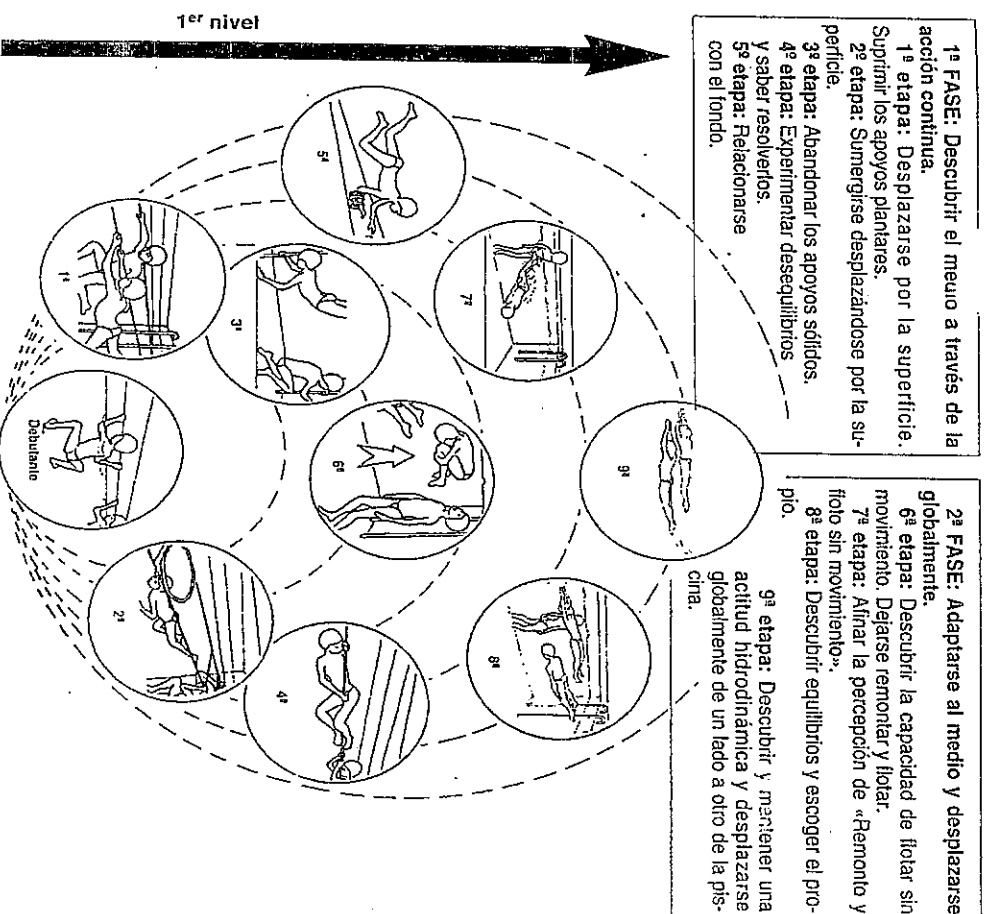 1er nivel
1ª FASE: Descubrir el medio a través de la
acción continua.
1ª etapa: Desplazarse por la superficie.
Suprimir los apoyos plantares.
2ª etapa: Sumergirse desplazándose por la su-
perficie.
3ª etapa: Abandonar los apoyos sólidos.
4ª etapa: Experimentar desequilibrios
y saber resolverlos.
5ª etapa: Relacionarse
con el fondo.
2ª FASE: Adaptarse al medio y desplazarse
globalmente.
6ª etapa: Descubrir la capacidad de flotar sin
movimiento. Dejarse remontar y flotar.
7ª etapa: Afinar la percepción de «Remonto y
floto sin movimiento».
8ª etapa: Descubrir equilibrios y escoger el pro-
pio.
9ª etapa: Descubrir y mantener una
actitud hidrodinámica y desplazarse
globalmente de un lado a otro de la pis-
cina.
9ª
8ª
7ª
6ª
5ª
4ª
3ª
2ª
1ª
Debutante